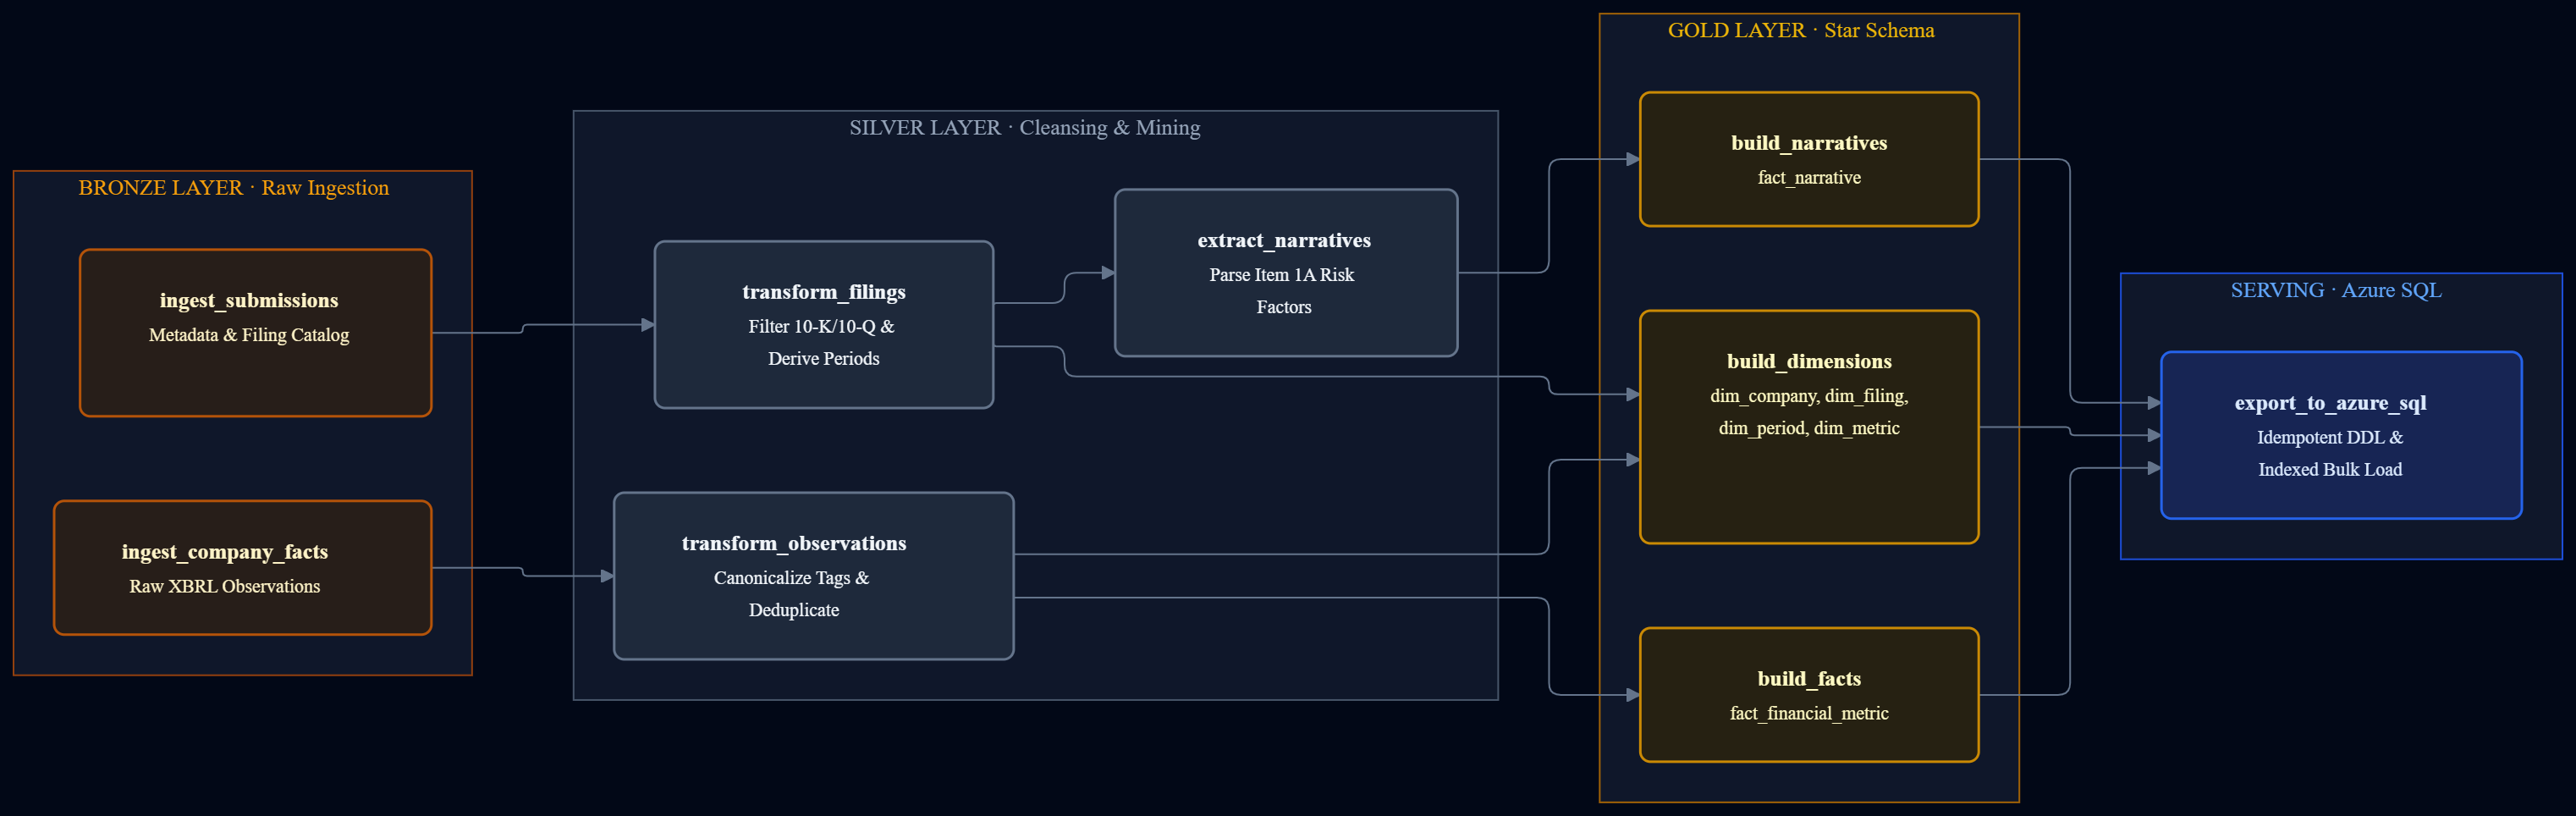 BRONZE LAYER · Raw Ingestion
ingest_submissions
Metadata & Filing Catalog
ingest_company_facts
Raw XBRL Observations
SILVER LAYER · Cleansing & Mining
transform_filings
Filter 10-K/10-Q &
Derive Periods
extract_narratives
Parse Item 1A Risk
Factors
transform_observations
Canonicalize Tags &
Deduplicate
GOLD LAYER · Star Schema
build_narratives
fact_narrative
build_dimensions
dim_company, dim_filing,
dim_period, dim_metric
build_facts
fact_financial_metric
SERVING · Azure SQL
export_to_azure_sql
Idempotent DDL &
Indexed Bulk Load